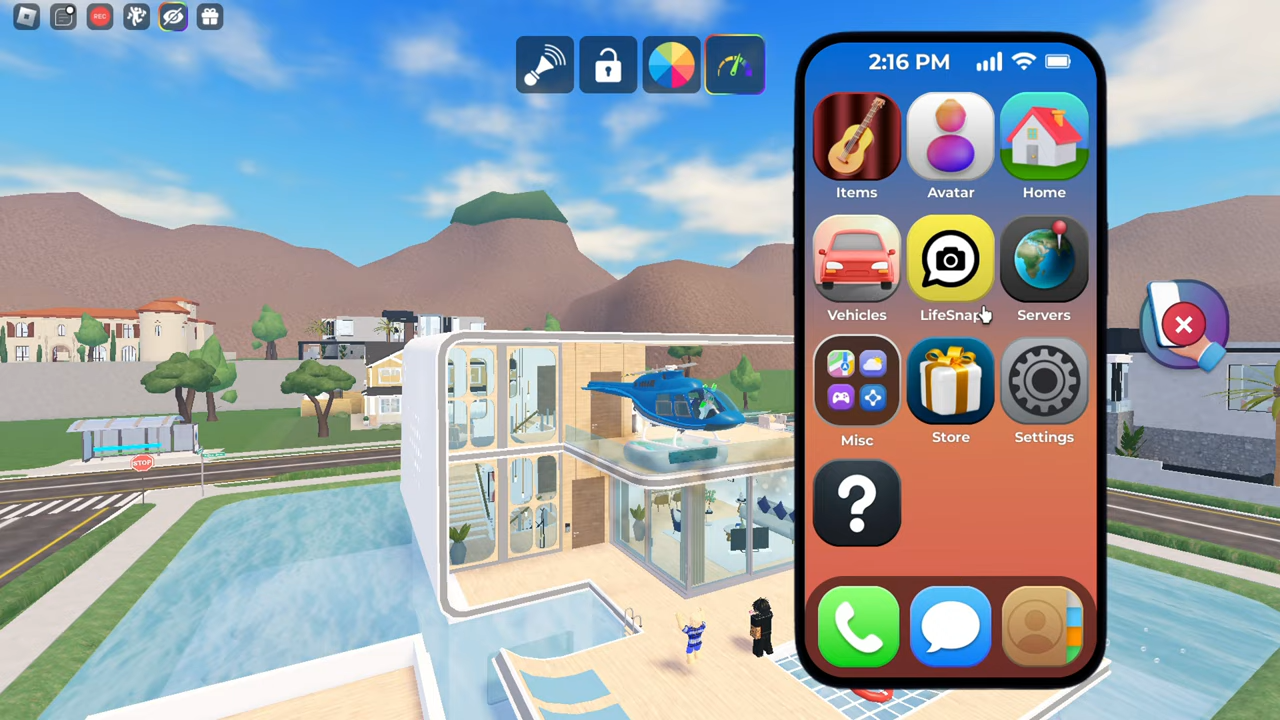 REC
2:16 PM
Items
Avatar
Home
Vehicles
LifeSnap
Servers
Misc
Store
Settings
?
STOP